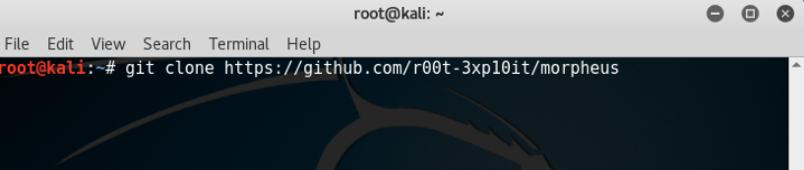 root@kali: ~
File Edit View Search Terminal Help
root@kali:~# git clone https://github.com/r00t-3xp10it/morpheus